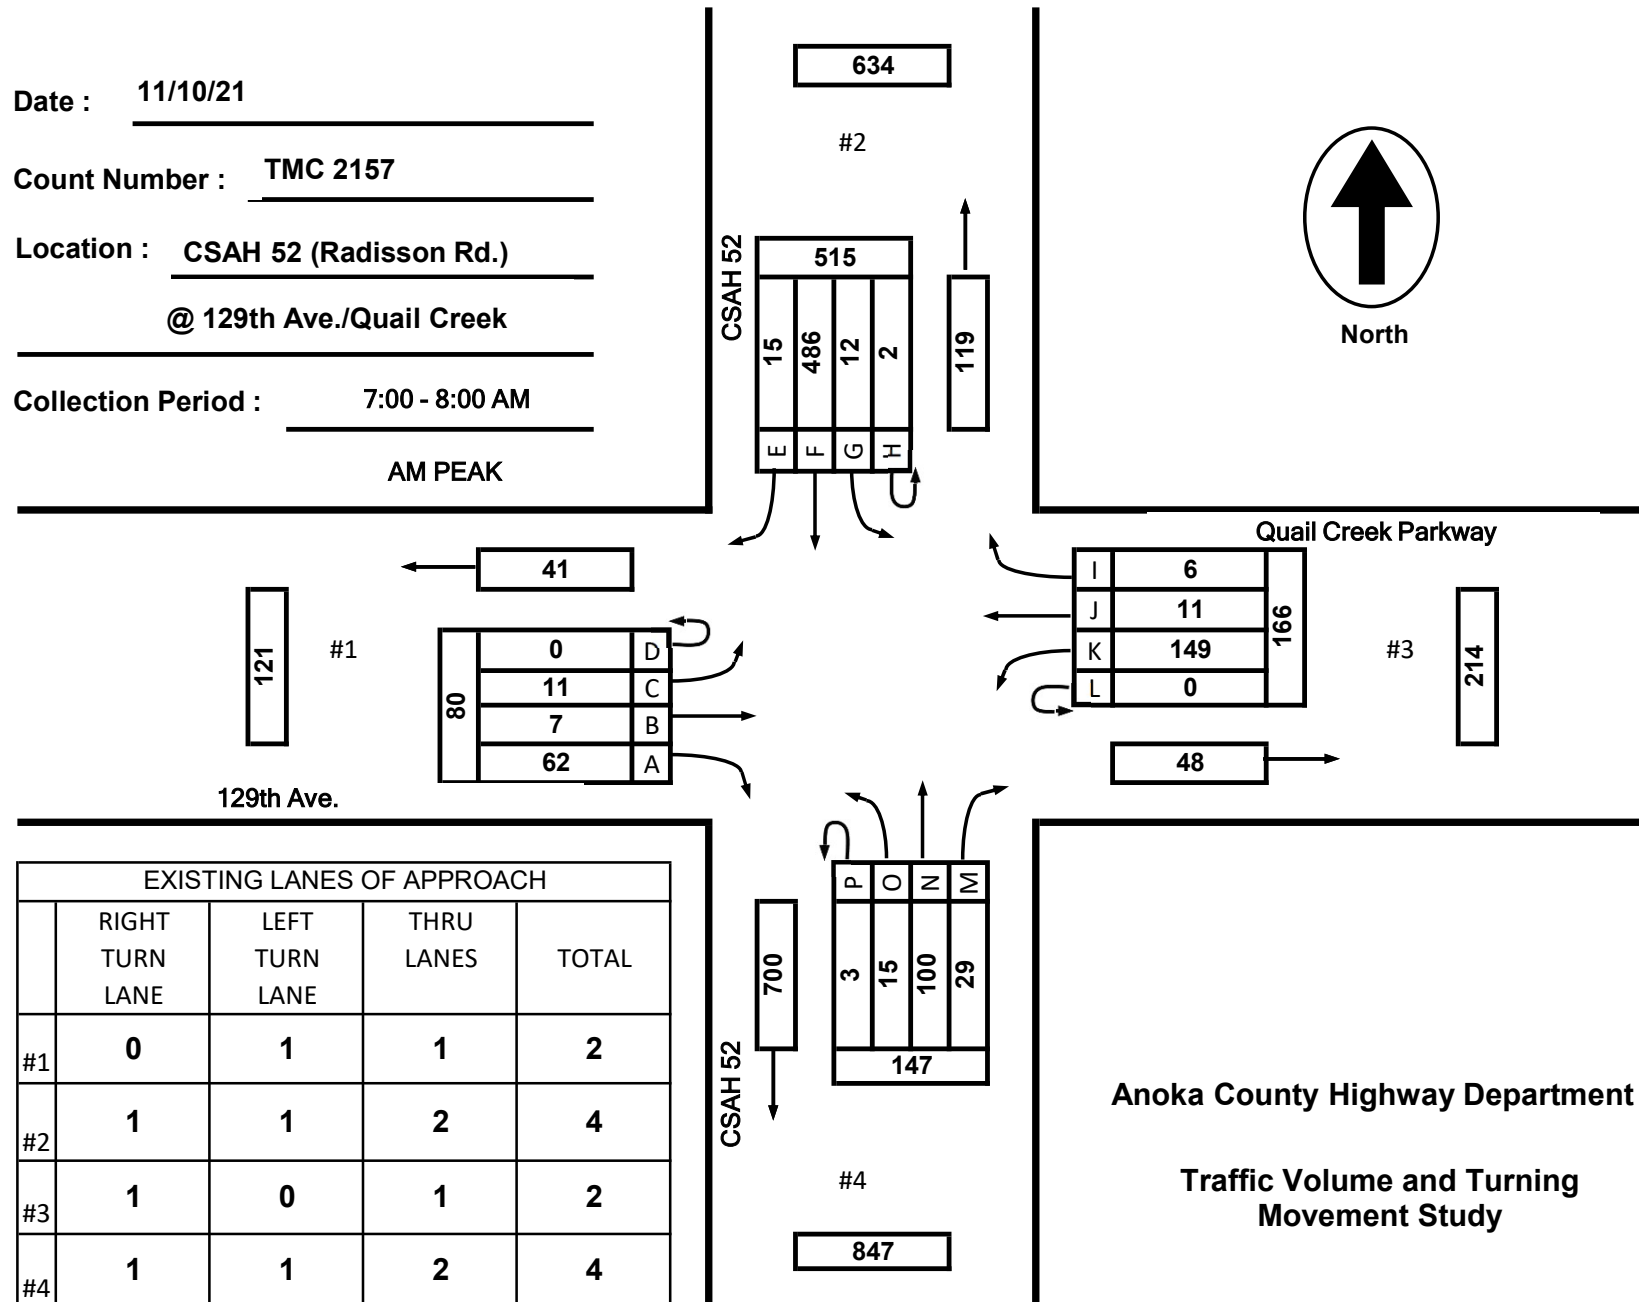 Date : 11/10/21
Count Number : TMC 2157
Location : CSAH 52 (Radisson Rd.)
@ 129th Ave./Quail Creek
Collection Period : 7:00 - 8:00 AM
AM PEAK
634
#2
CSAH 52
515
15 486 12 2
E F G H
119
North
Quail Creek Parkway
41
121
#1
80
0 D
11 C
7 B
62 A
129th Ave.
I 6
J 11
K 149
L 0
166
#3
214
48
P O N M
3 15 100 29
147
700
CSAH 52
#4
847
EXISTING LANES OF APPROACH
RIGHT LEFT THRU
TURN TURN LANES TOTAL
LANE LANE
#1 0 1 1 2
#2 1 1 2 4
#3 1 0 1 2
#4 1 1 2 4
Anoka County Highway Department
Traffic Volume and Turning
Movement Study